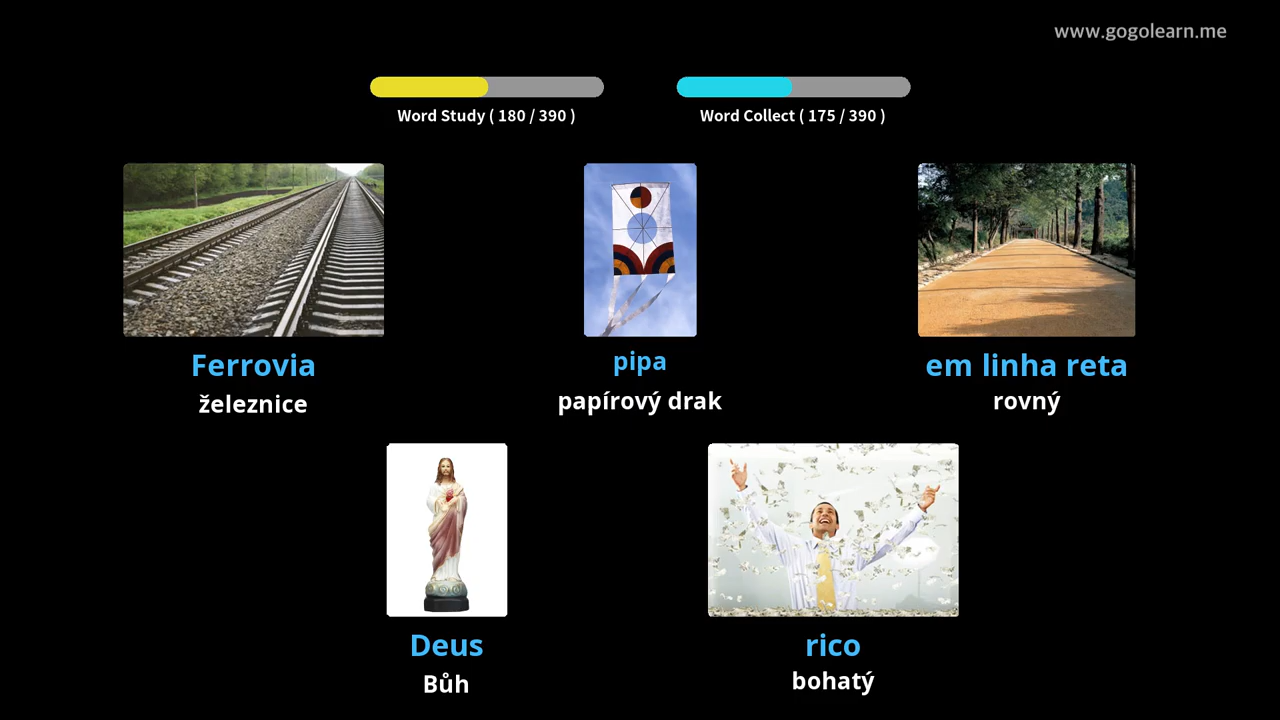 www.gogolearn.me
Word Study ( 180 / 390 )
Word Collect ( 175 / 390 )
Ferrovia
železnice
pipa
papírový drak
em linha reta
rovný
Deus
Bůh
rico
bohatý